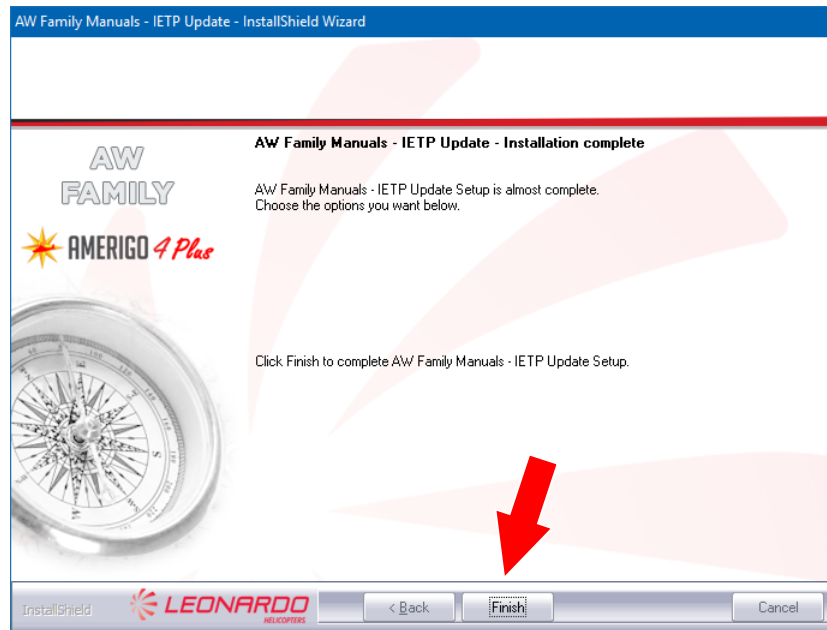 AW Family Manuals - IETP Update - InstallShield Wizard
AW Family Manuals - IETP Update - Installation complete
AW
FAMILY
AW Family Manuals - IETP Update Setup is almost complete.
Choose the options you want below.
AMERIGO 4 Plus
Click Finish to complete AW Family Manuals - IETP Update Setup.
InstallShield
LEONARDO
HELICOPTERS
< Back
Finish
Cancel